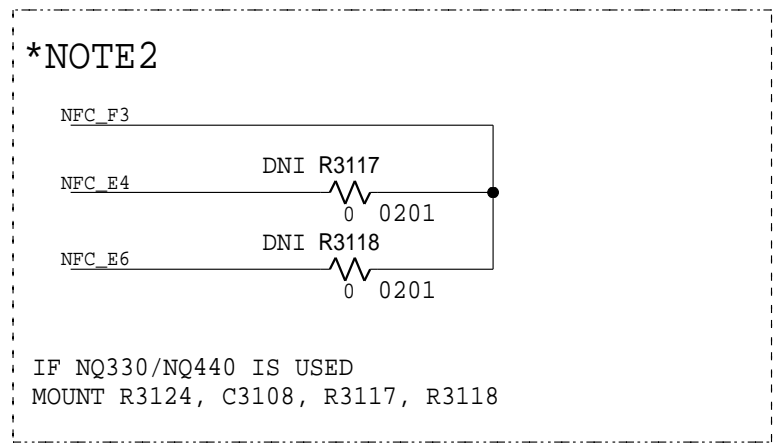 *NOTE2
NFC_F3
DNI R3117
NFC_E4
0 0201
DNI R3118
NFC_E6
0 0201
IF NQ330/NQ440 IS USED
MOUNT R3124, C3108, R3117, R3118